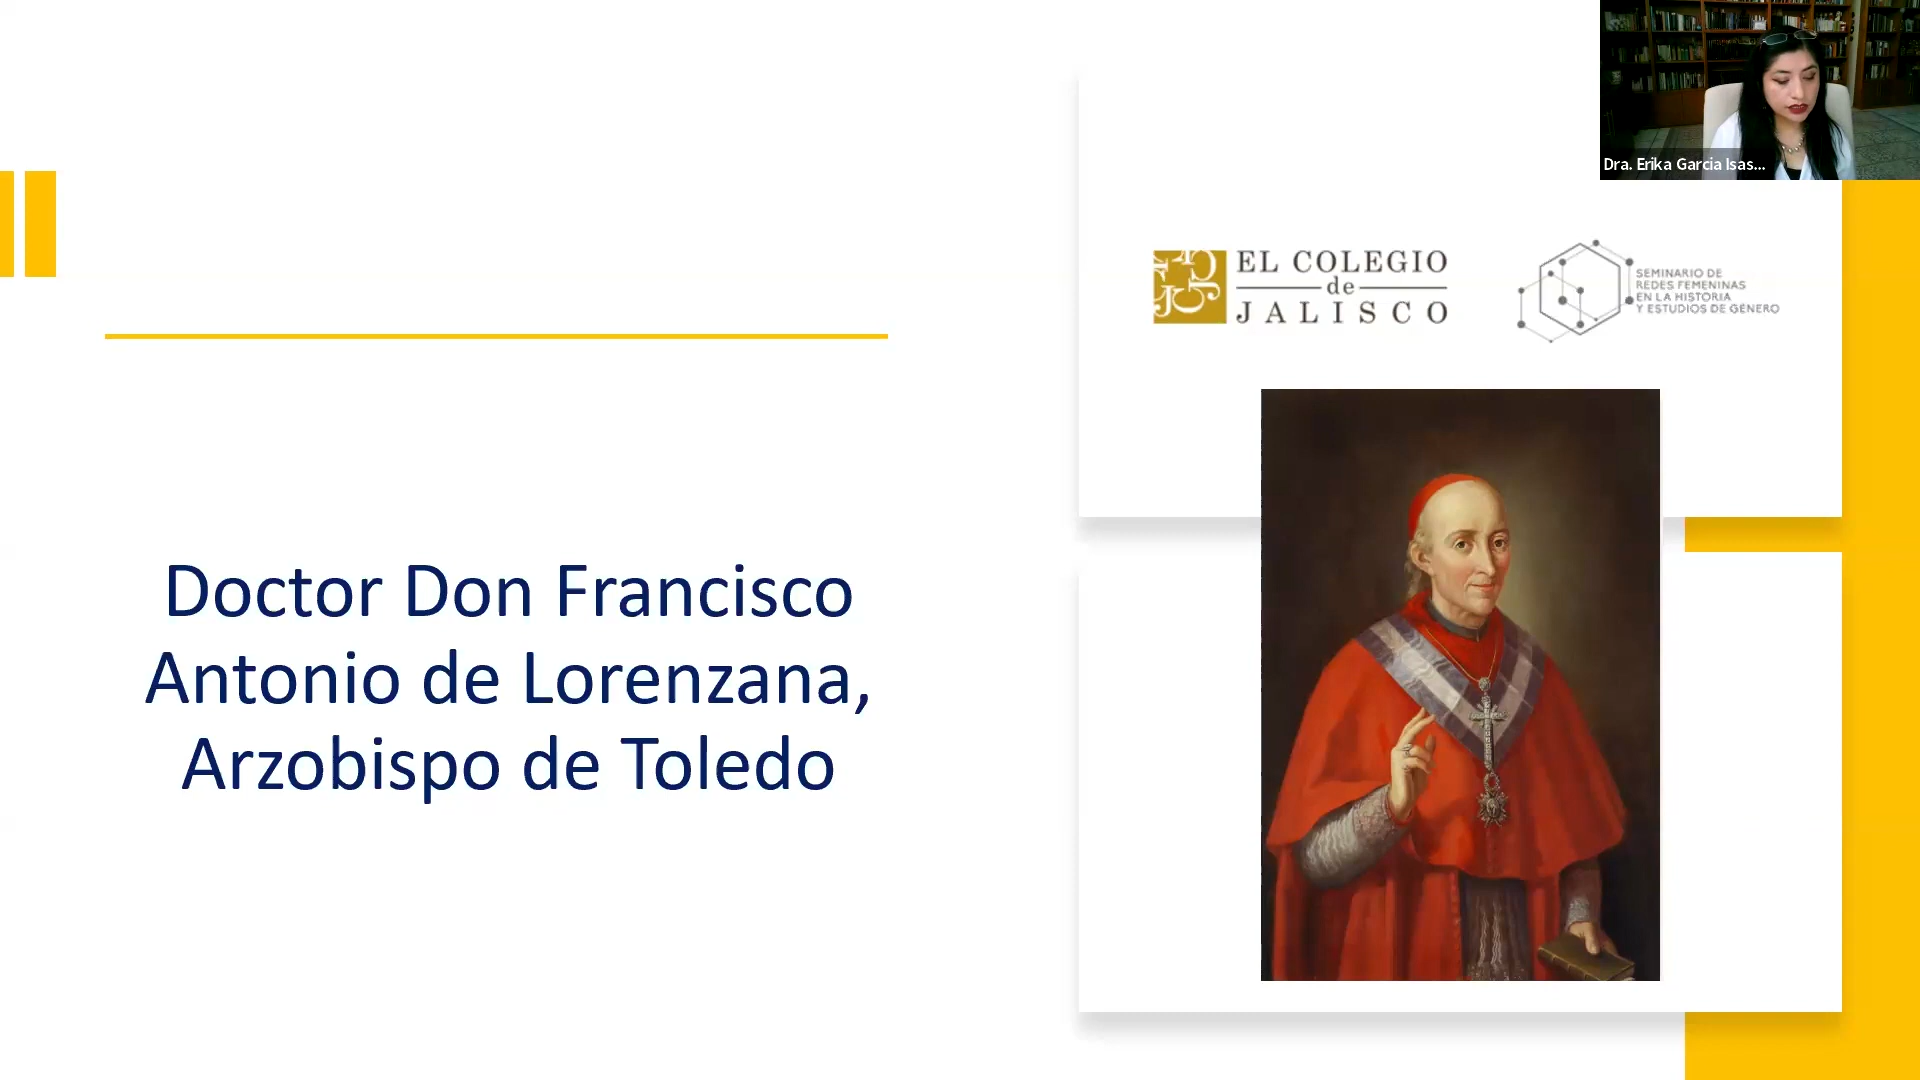 Dra. Erika Garcia Isas...
EL COLEGIO
de
JALISCO
SEMINARIO DE
REDES FEMENINAS
EN LA HISTORIA
Y ESTUDIOS DE GÉNERO
Doctor Don Francisco
Antonio de Lorenzana,
Arzobispo de Toledo